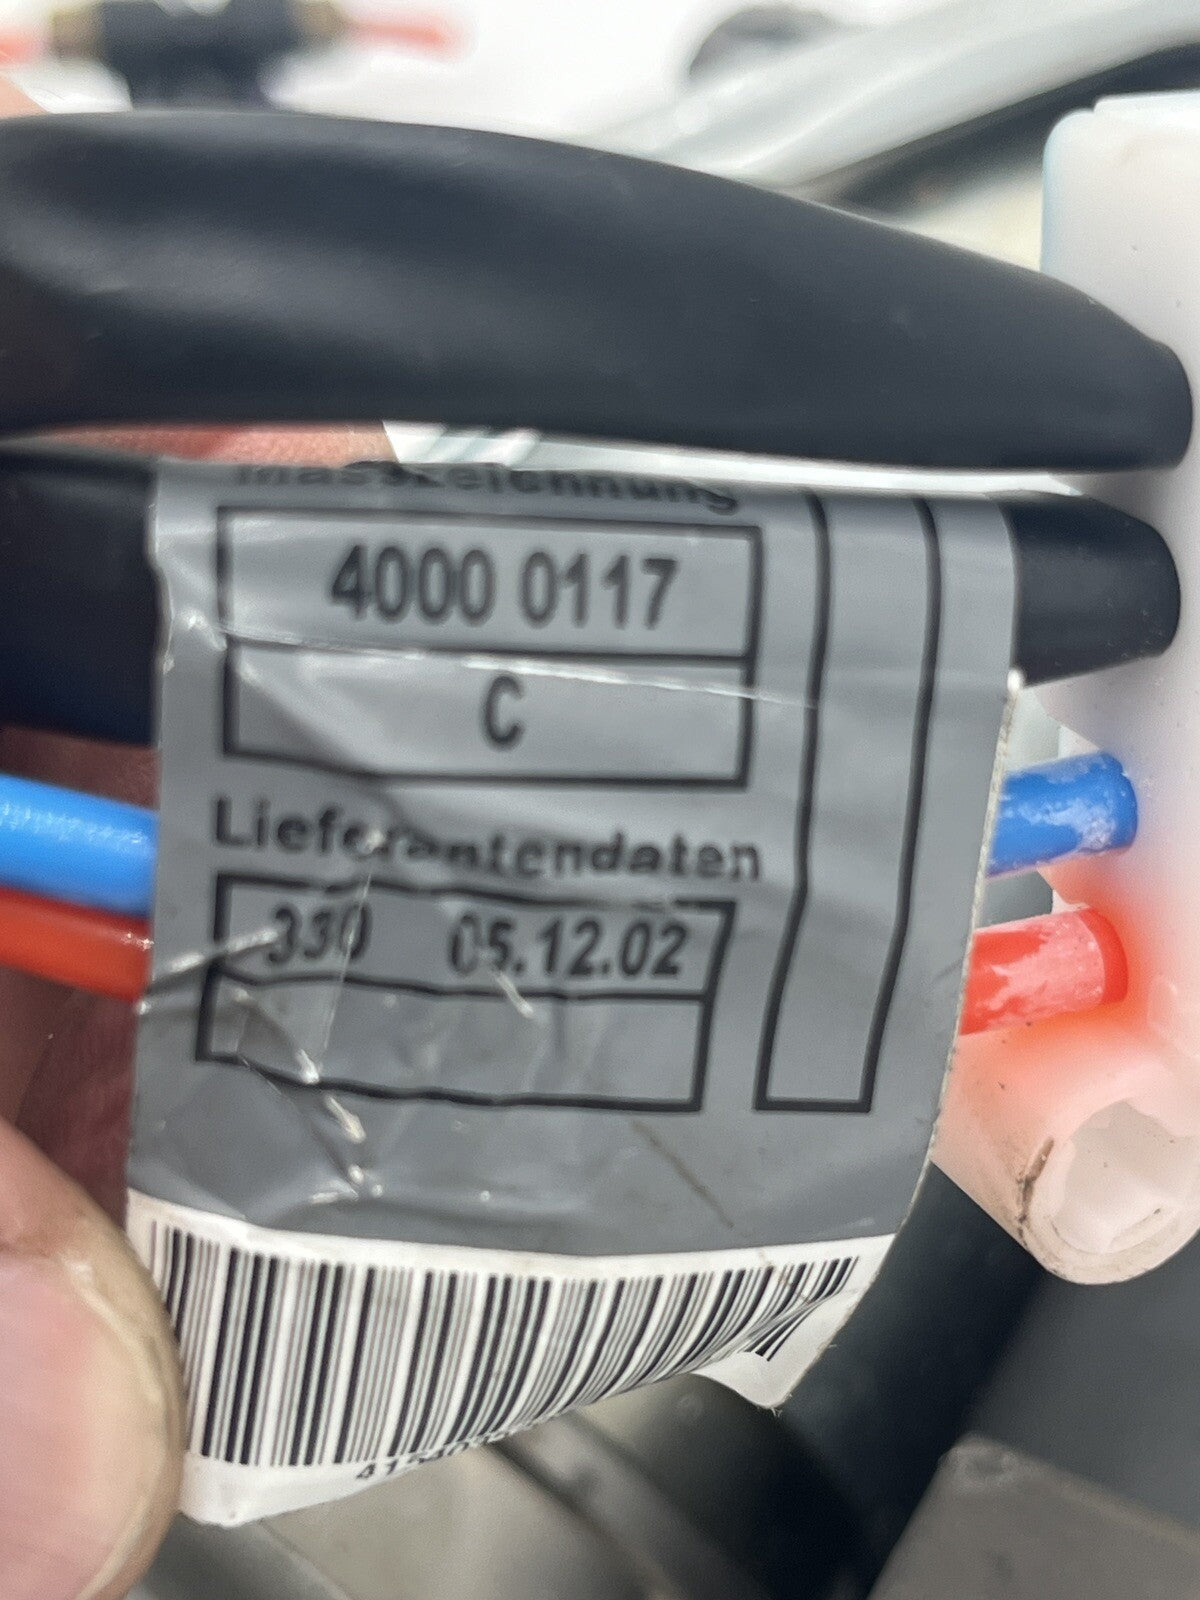 4000 0117
C
Lieferantendaten
330 05.12.02